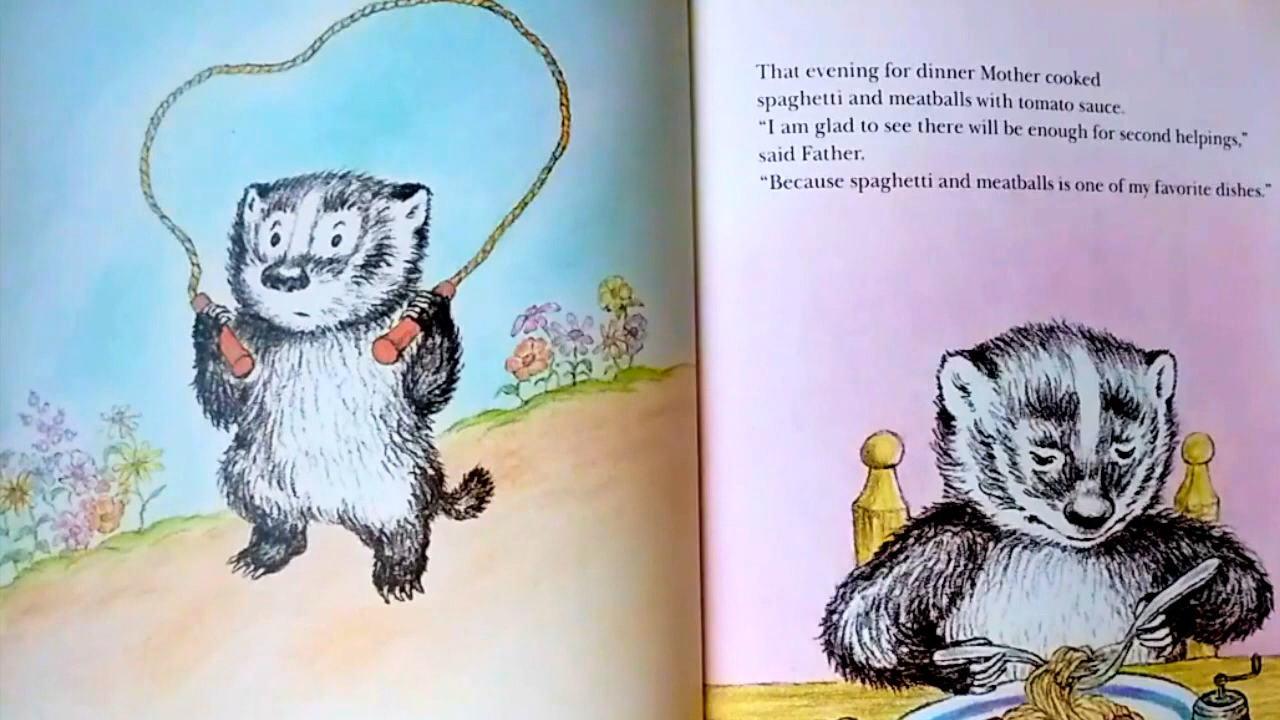 That evening for dinner Mother cooked
spaghetti and meatballs with tomato sauce.
“I am glad to see there will be enough for second helpings,”
said Father.
“Because spaghetti and meatballs is one of my favorite dishes.”